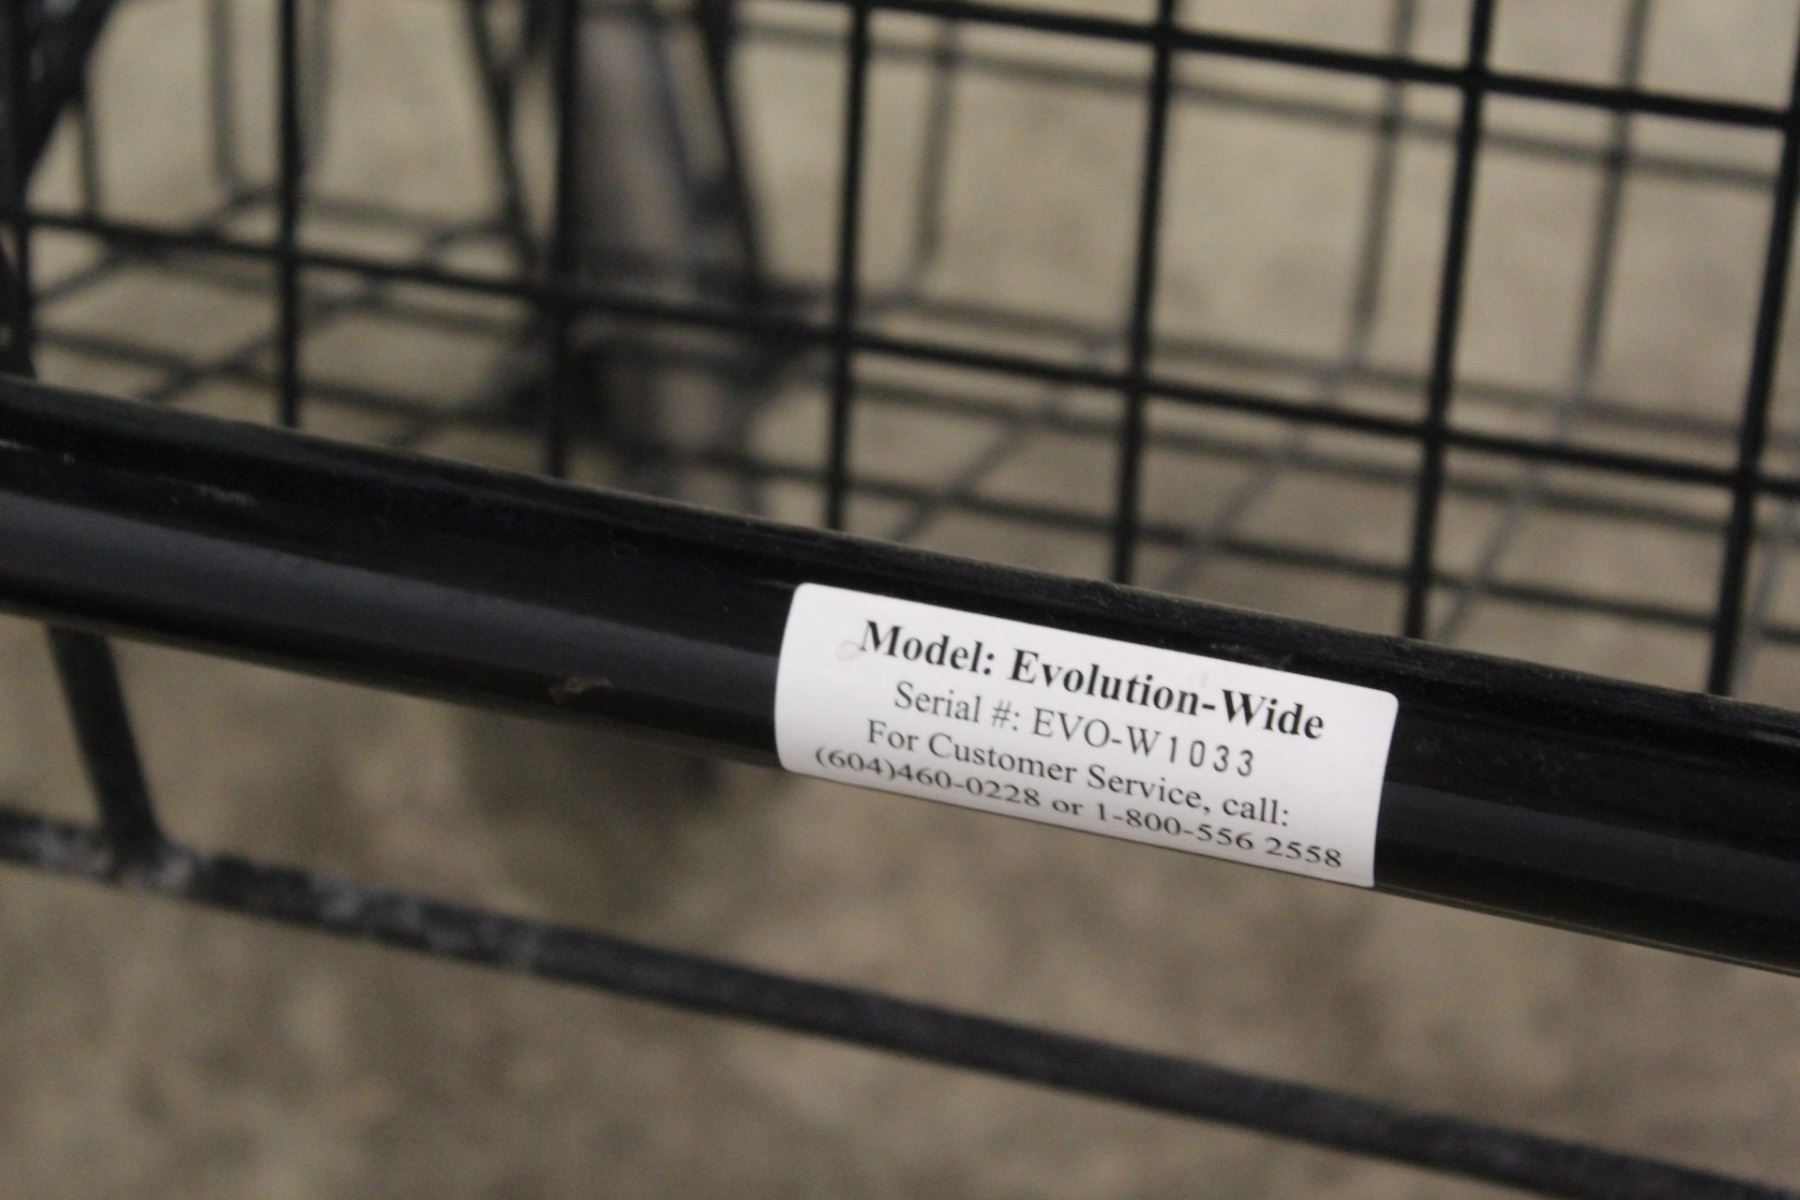 Model: Evolution-Wide
Serial #: EVO-W1033
For Customer Service, call:
(604)460-0228 or 1-800-556 2558